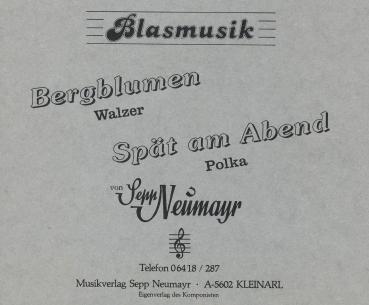 Blasmusik
Bergblumen
Walzer
Spät am Abend
Polka
von Sepp Neumayr
Telefon 06418 / 287
Musikverlag Sepp Neumayr · A-5602 KLEINARL
Eigenverlag des Komponisten